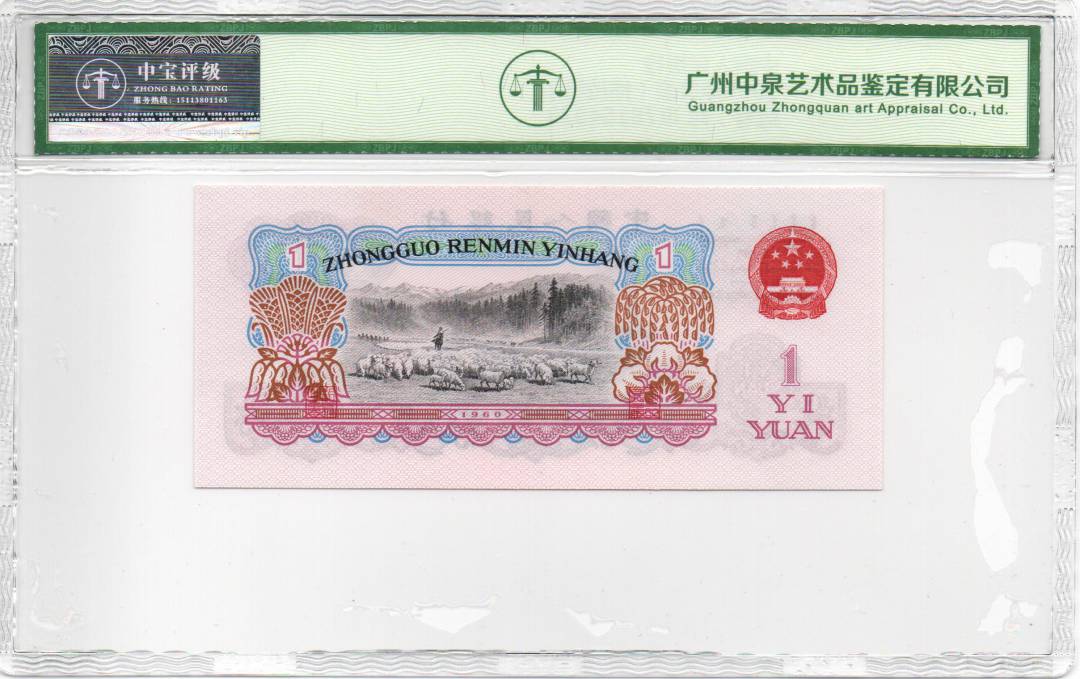 中宝评级
ZHONG BAO RATING
服务热线：15113801163
广州中泉艺术品鉴定有限公司
Guangzhou Zhongquan art Appraisal Co., Ltd.
1
ZHONGGUO RENMIN YINHANG
1
1960
1
YI
YUAN